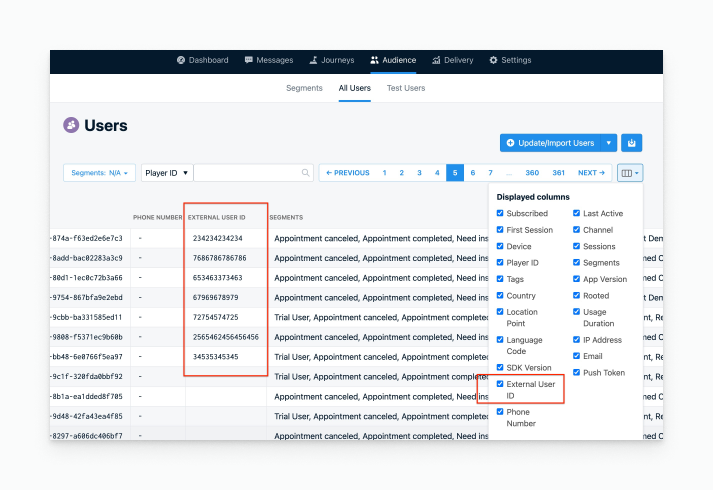 Dashboard Messages Journeys Audience Delivery Settings
Segments All Users Test Users
Users
Update/Import Users
Segments: N/A Player ID ← PREVIOUS 1 2 3 4 5 6 7 ... 360 361 NEXT →
PHONE NUMBER EXTERNAL USER ID SEGMENTS
-874a-f63ed2e6e7c3 - 234234234234 Appointment canceled, Appointment completed, Need ins
-8add-bac02283a3c9 - 7686786786786 Appointment canceled, Appointment completed, Need ins
-80d1-1ec0c72b3a66 - 653463373463 Appointment canceled, Appointment completed, Need ins
-9754-867bfa9e2ebd - 67969678979 Appointment canceled, Appointment completed, Need ins
-9cbb-ba331585ed11 - 72754574725 Trial User, Appointment canceled, Appointment complet
-9808-f5371ec9b60b - 2565462456456456 Appointment canceled, Appointment completed, Need ins
-bb48-6e0766f5ea97 - 34535345345 Trial User, Appointment canceled, Appointment complet
-9c1f-320fda0bbf92 - Trial User, Appointment canceled, Appointment complet
-8b1a-ea1dded8f705 - Appointment canceled, Appointment completed, Need ins
-9d48-42fa43ea4f85 - Trial User, Appointment canceled, Appointment complet
-8297-a606dc406bf7 - Appointment canceled, Appointment completed, Need ins
Displayed columns
Subscribed
First Session
Device
Player ID
Tags
Country
Location
Point
Language
Code
SDK Version
External User
ID
Phone
Number
Last Active
Channel
Sessions
Segments
App Version
Rooted
Usage
Duration
IP Address
Email
Push Token